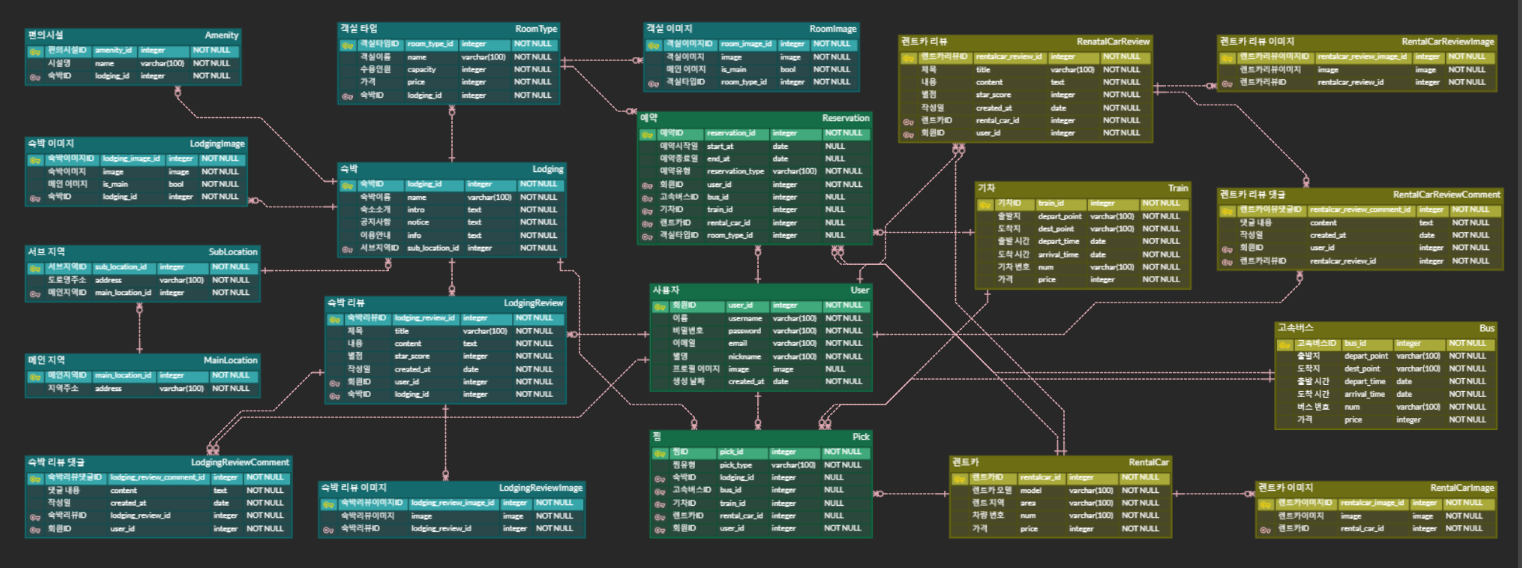 편의시설 Amenity
편의시설ID amenity_id integer NOT NULL
시설명 name varchar(100) NOT NULL
숙박ID lodging_id integer NOT NULL
객실 타입 RoomType
객실타입ID room_type_id integer NOT NULL
객실이름 name varchar(100) NOT NULL
수용인원 capacity integer NOT NULL
가격 price integer NOT NULL
숙박ID lodging_id integer NOT NULL
객실 이미지 RoomImage
객실이미지ID room_image_id integer NOT NULL
객실이미지 image image NOT NULL
메인 이미지 is_main bool NOT NULL
객실타입ID room_type_id integer NOT NULL
렌트카 리뷰 RenatalCarReview
렌트카리뷰ID rentalcar_review_id integer NOT NULL
제목 title varchar(100) NOT NULL
내용 content text NOT NULL
별점 star_score integer NOT NULL
작성일 created_at date NOT NULL
렌트카ID rental_car_id integer NOT NULL
회원ID user_id integer NOT NULL
렌트카 리뷰 이미지 RentalCarReviewImage
렌트카리뷰이미지ID rentalcar_review_image_id integer NOT NULL
렌트카리뷰이미지 image image NOT NULL
렌트카리뷰ID rentalcar_review_id integer NOT NULL
숙박 이미지 LodgingImage
숙박이미지ID lodging_image_id integer NOT NULL
숙박이미지 image image NOT NULL
메인 이미지 is_main bool NOT NULL
숙박ID lodging_id integer NOT NULL
숙박 Lodging
숙박ID lodging_id integer NOT NULL
숙박이름 name varchar(100) NOT NULL
숙소소개 intro text NOT NULL
공지사항 notice text NOT NULL
이용안내 info text NOT NULL
서브지역ID sub_location_id integer NOT NULL
예약 Reservation
예약ID reservation_id integer NOT NULL
예약시작일 start_at date NULL
예약종료일 end_at date NULL
예약유형 reservation_type varchar(100) NOT NULL
회원ID user_id integer NOT NULL
고속버스ID bus_id integer NULL
기차ID train_id integer NULL
렌트카ID rental_car_id integer NULL
객실타입ID room_type_id integer NULL
기차 Train
기차ID train_id integer NOT NULL
출발지 depart_point varchar(100) NOT NULL
도착지 dest_point varchar(100) NOT NULL
출발 시간 depart_time date NOT NULL
도착 시간 arrival_time date NOT NULL
기차 번호 num varchar(100) NOT NULL
가격 price integer NOT NULL
렌트카 리뷰 댓글 RentalCarReviewComment
렌트카이뷰댓글ID rentalcar_review_comment_id integer NOT NULL
댓글 내용 content text NOT NULL
작성일 created_at date NOT NULL
회원ID user_id integer NOT NULL
렌트카리뷰ID rentalcar_review_id integer NOT NULL
서브 지역 SubLocation
서브지역ID sub_location_id integer NOT NULL
도로명주소 address varchar(100) NOT NULL
메인지역ID main_location_id integer NOT NULL
숙박 리뷰 LodgingReview
숙박리뷰ID lodging_review_id integer NOT NULL
제목 title varchar(100) NOT NULL
내용 content text NOT NULL
별점 star_score integer NOT NULL
작성일 created_at date NOT NULL
회원ID user_id integer NOT NULL
숙박ID lodging_id integer NOT NULL
사용자 User
회원ID user_id integer NOT NULL
이름 username varchar(100) NOT NULL
비밀번호 password varchar(100) NOT NULL
이메일 email varchar(100) NOT NULL
별명 nickname varchar(100) NOT NULL
프로필 이미지 image image NOT NULL
생성 날짜 created_at date NOT NULL
고속버스 Bus
고속버스ID bus_id integer NOT NULL
출발지 depart_point varchar(100) NOT NULL
도착지 dest_point varchar(100) NOT NULL
출발 시간 depart_time date NOT NULL
도착 시간 arrival_time date NOT NULL
버스 번호 num varchar(100) NOT NULL
가격 price integer NOT NULL
메인 지역 MainLocation
메인지역ID main_location_id integer NOT NULL
지역주소 address varchar(100) NOT NULL
숙박 리뷰 댓글 LodgingReviewComment
숙박리뷰댓글ID lodging_review_comment_id integer NOT NULL
댓글 내용 content text NOT NULL
작성일 created_at date NOT NULL
숙박리뷰ID lodging_review_id integer NOT NULL
회원ID user_id integer NOT NULL
숙박 리뷰 이미지 LodgingReviewImage
숙박리뷰이미지ID lodging_review_image_id integer NOT NULL
숙박리뷰이미지 image image NOT NULL
숙박리뷰ID lodging_review_id integer NOT NULL
찜 Pick
찜ID pick_id integer NOT NULL
찜유형 pick_type varchar(100) NOT NULL
숙박ID lodging_id integer NULL
고속버스ID bus_id integer NULL
기차ID train_id integer NULL
렌트카ID rental_car_id integer NULL
회원ID user_id integer NOT NULL
렌트카 RentalCar
렌트카ID rentalcar_id integer NOT NULL
렌트카 모델 model varchar(100) NOT NULL
렌트 지역 area varchar(100) NOT NULL
차량 번호 num varchar(100) NOT NULL
가격 price integer NOT NULL
렌트카 이미지 RentalCarImage
렌트카이미지ID rentalcar_image_id integer NOT NULL
렌트카이미지 image image NOT NULL
렌트카ID rental_car_id integer NOT NULL